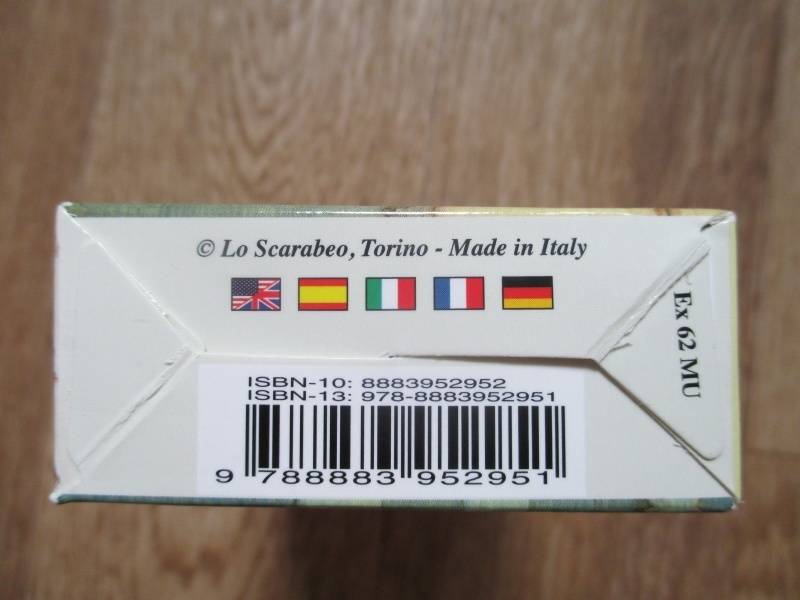 © Lo Scarabeo, Torino - Made in Italy
Ex 62 MU
ISBN-10: 8883952952
ISBN-13: 978-8883952951
9 788883 952951